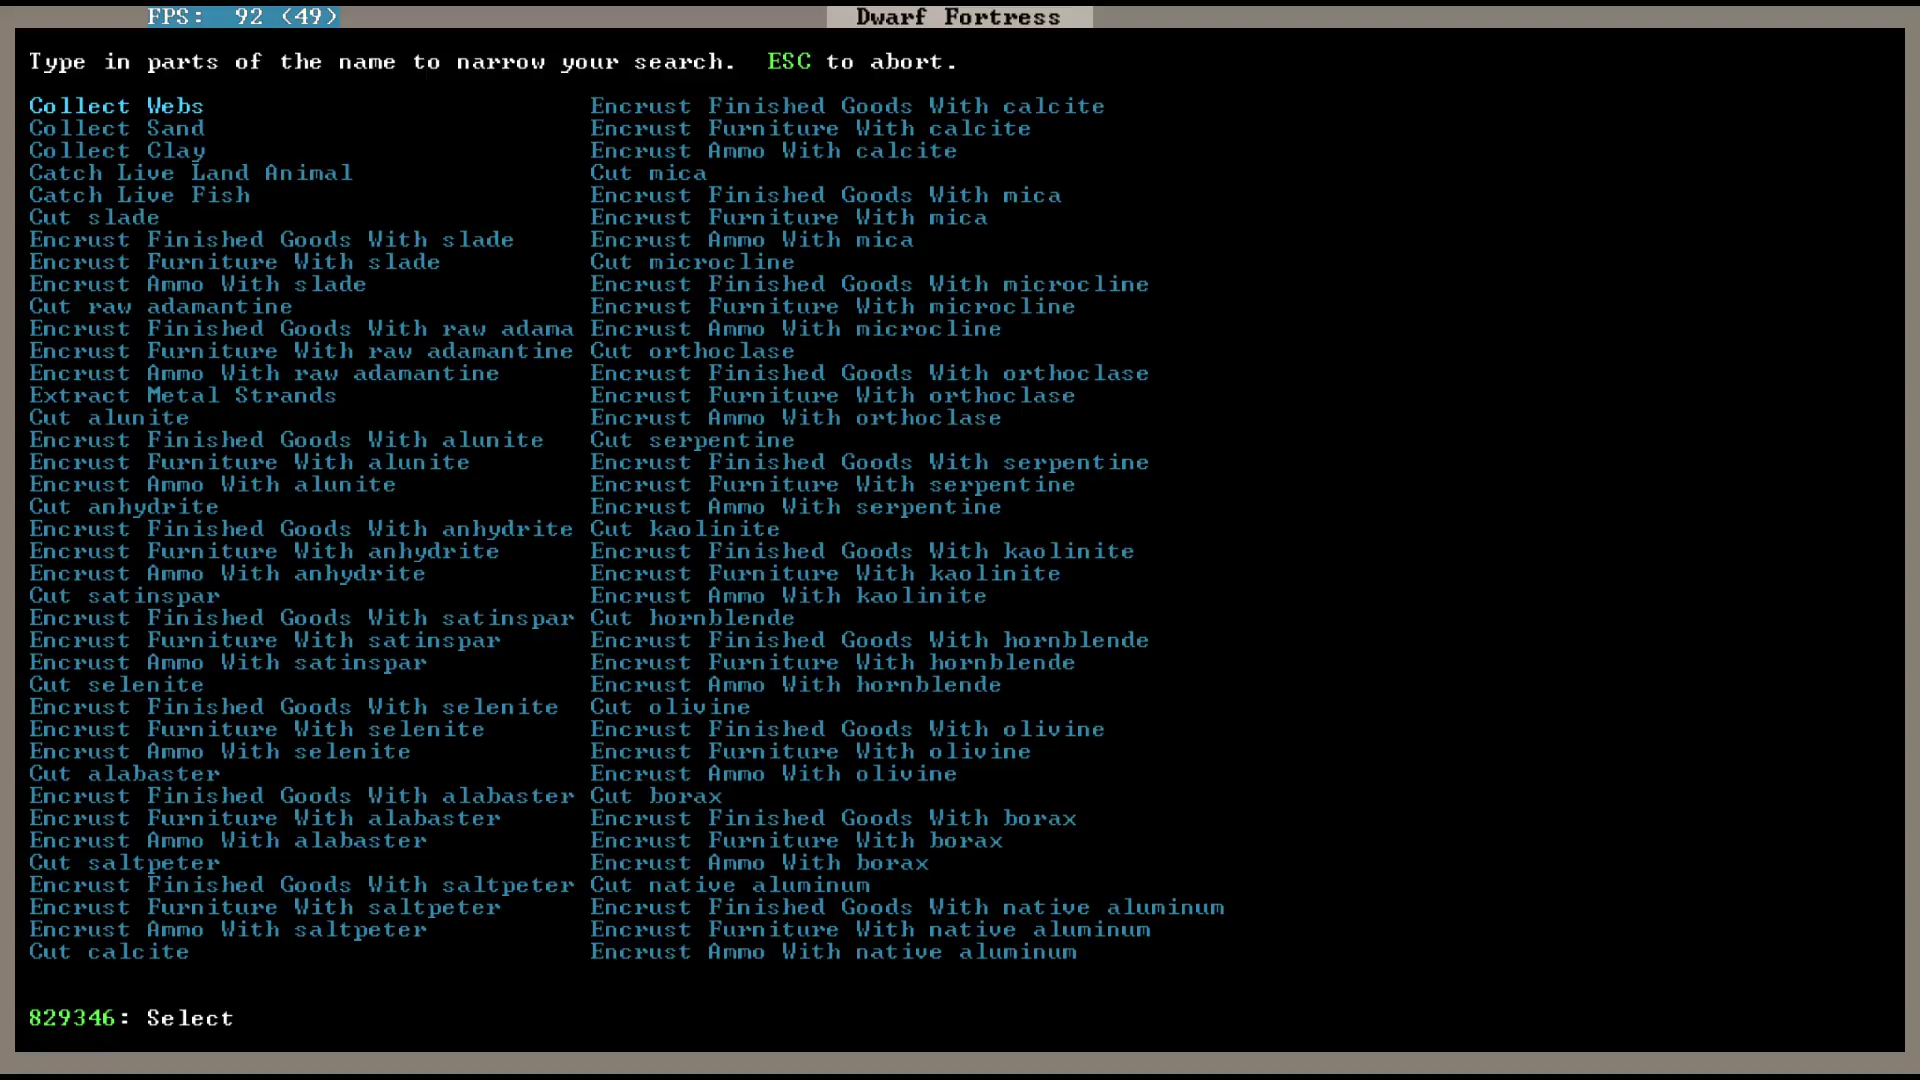 FPS:  92 (49)
Dwarf Fortress
Type in parts of the name to narrow your search.  ESC to abort.
Collect Webs
Collect Sand
Collect Clay
Catch Live Land Animal
Catch Live Fish
Cut slade
Encrust Finished Goods With slade
Encrust Furniture With slade
Encrust Ammo With slade
Cut raw adamantine
Encrust Finished Goods With raw adama
Encrust Furniture With raw adamantine
Encrust Ammo With raw adamantine
Extract Metal Strands
Cut alunite
Encrust Finished Goods With alunite
Encrust Furniture With alunite
Encrust Ammo With alunite
Cut anhydrite
Encrust Finished Goods With anhydrite
Encrust Furniture With anhydrite
Encrust Ammo With anhydrite
Cut satinspar
Encrust Finished Goods With satinspar
Encrust Furniture With satinspar
Encrust Ammo With satinspar
Cut selenite
Encrust Finished Goods With selenite
Encrust Furniture With selenite
Encrust Ammo With selenite
Cut alabaster
Encrust Finished Goods With alabaster
Encrust Furniture With alabaster
Encrust Ammo With alabaster
Cut saltpeter
Encrust Finished Goods With saltpeter
Encrust Furniture With saltpeter
Encrust Ammo With saltpeter
Cut calcite
Encrust Finished Goods With calcite
Encrust Furniture With calcite
Encrust Ammo With calcite
Cut mica
Encrust Finished Goods With mica
Encrust Furniture With mica
Encrust Ammo With mica
Cut microcline
Encrust Finished Goods With microcline
Encrust Furniture With microcline
Encrust Ammo With microcline
Cut orthoclase
Encrust Finished Goods With orthoclase
Encrust Furniture With orthoclase
Encrust Ammo With orthoclase
Cut serpentine
Encrust Finished Goods With serpentine
Encrust Furniture With serpentine
Encrust Ammo With serpentine
Cut kaolinite
Encrust Finished Goods With kaolinite
Encrust Furniture With kaolinite
Encrust Ammo With kaolinite
Cut hornblende
Encrust Finished Goods With hornblende
Encrust Furniture With hornblende
Encrust Ammo With hornblende
Cut olivine
Encrust Finished Goods With olivine
Encrust Furniture With olivine
Encrust Ammo With olivine
Cut borax
Encrust Finished Goods With borax
Encrust Furniture With borax
Encrust Ammo With borax
Cut native aluminum
Encrust Finished Goods With native aluminum
Encrust Furniture With native aluminum
Encrust Ammo With native aluminum
829346: Select